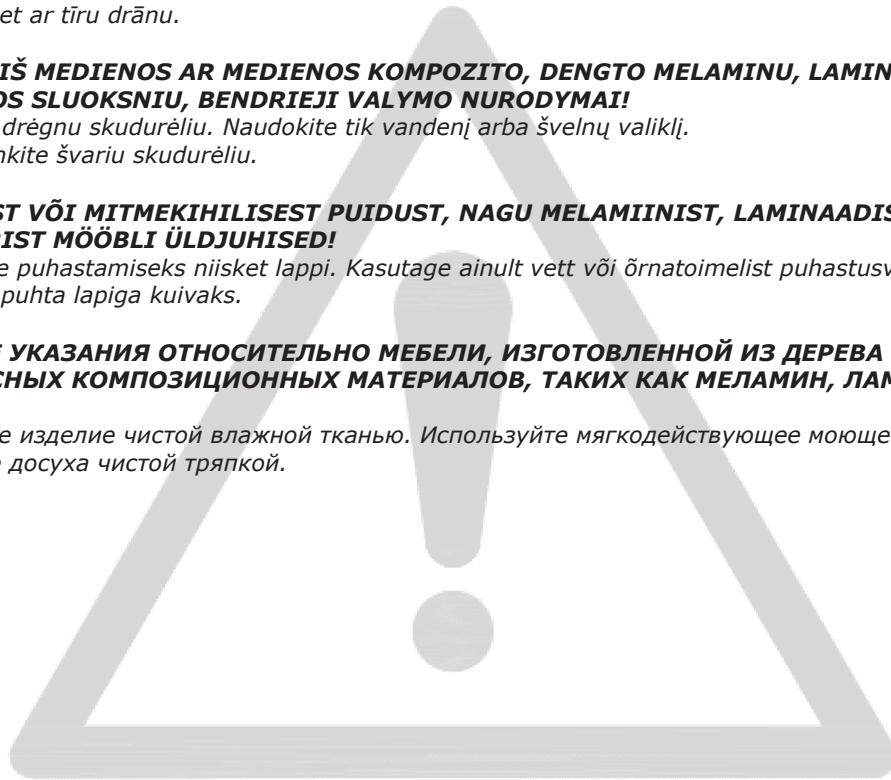 et ar tīru drānu.
IŠ MEDIENOS AR MEDIENOS KOMPOZITO, DENGTO MELAMINU, LAMIN
OS SLUOKSNIU, BENDRIEJI VALYMO NURODYMAI!
drėgnu skudurėliu. Naudokite tik vandenį arba švelnų valiklį.
nkite švariu skudurėliu.
ST VÕI MITMEKIHILISEST PUIDUST, NAGU MELAMIINIST, LAMINAADIS
RIST MÖÖBLI ÜLDJUHISED!
e puhastamiseks niisket lappi. Kasutage ainult vett või õrnatoimelist puhastusv
puhta lapiga kuivaks.
Е УКАЗАНИЯ ОТНОСИТЕЛЬНО МЕБЕЛИ, ИЗГОТОВЛЕННОЙ ИЗ ДЕРЕВА
СНЫХ КОМПОЗИЦИОННЫХ МАТЕРИАЛОВ, ТАКИХ КАК МЕЛАМИН, ЛАМ
е изделие чистой влажной тканью. Используйте мягкодействующее моюще
досуха чистой тряпкой.